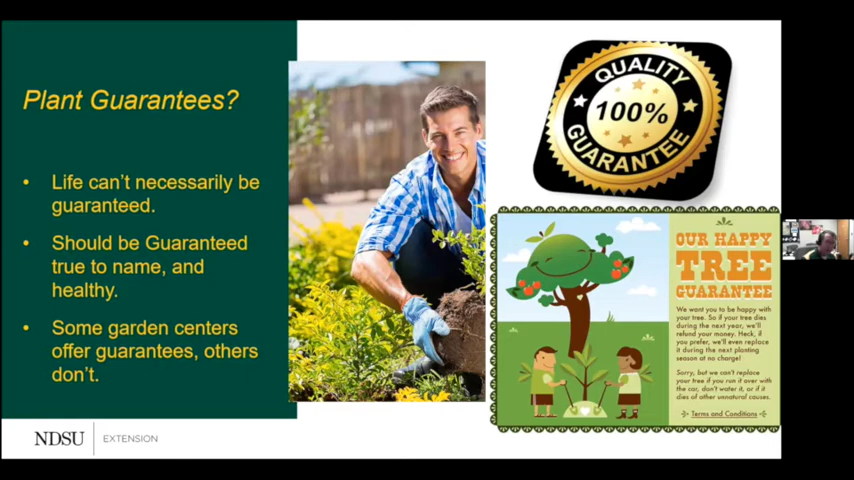 Plant Guarantees?
• Life can't necessarily be
guaranteed.
• Should be Guaranteed
true to name, and
healthy.
• Some garden centers
offer guarantees, others
don't.
NDSU EXTENSION
QUALITY
100%
GUARANTEE
OUR HAPPY
TREE
GUARANTEE
We want you to be happy with
your tree. So if your tree dies
during the next year, we'll
refund your money. Heck, if
you prefer, we'll even replace
it during the next planting
season at no charge!
Sorry, but we can't replace
your tree if you run it over with
the car, don't water it, or if it
dies of other unnatural causes.
Terms and Conditions